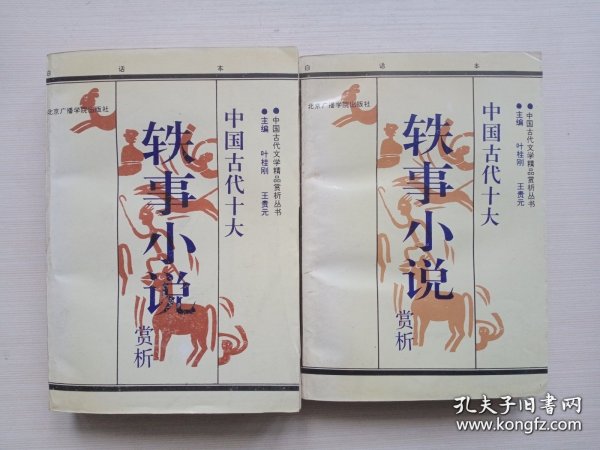 白话本
北京广播学院出版社
●中国古代文学精品赏析丛书
●主编 叶桂刚 王贵元
中国古代十大
轶事小说
赏析
白话本
北京广播学院出版社
●中国古代文学精品赏析丛书
●主编 叶桂刚 王贵元
中国古代十大
轶事小说
赏析
孔夫子旧书网
www.kongfz.com